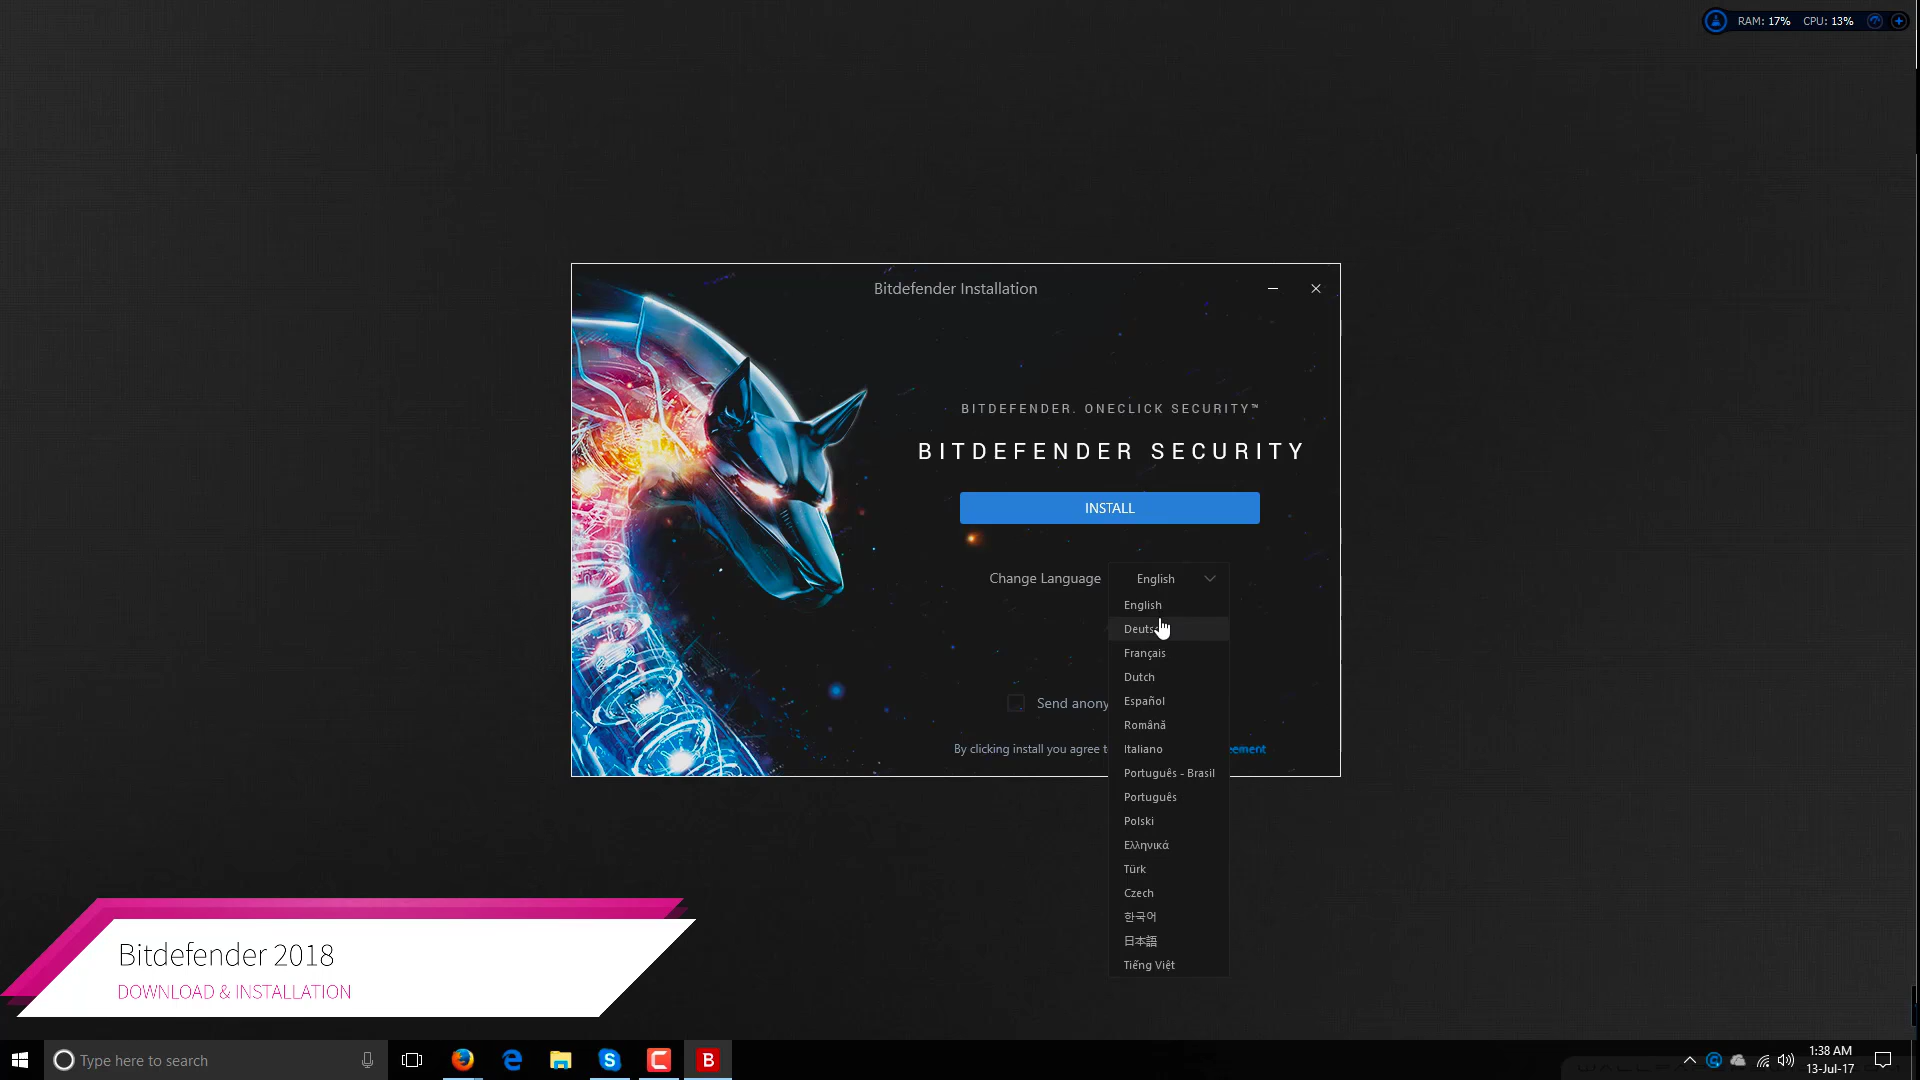 RAM: 17% CPU: 13%
Bitdefender Installation
BITDEFENDER. ONECLICK SECURITY™
BITDEFENDER SECURITY
INSTALL
Change Language English
English
Français
Dutch
Español
Română
Send anony
Italiano
By clicking install you agree
Português - Brasil
Português
Polski
Ελληνικά
Türk
Czech
한국어
日本語
Tiếng Việt
Bitdefender 2018
DOWNLOAD & INSTALLATION
Type here to search
1:38 AM
13-Jul-17